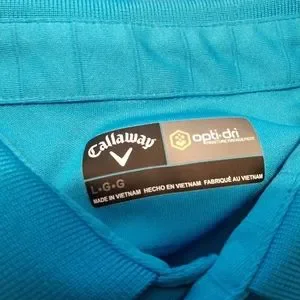 Callaway
opti·dri
L•G•G
MADE IN VIETNAM HECHO EN VIETNAM FABRIQUÉ AU VIETNAM